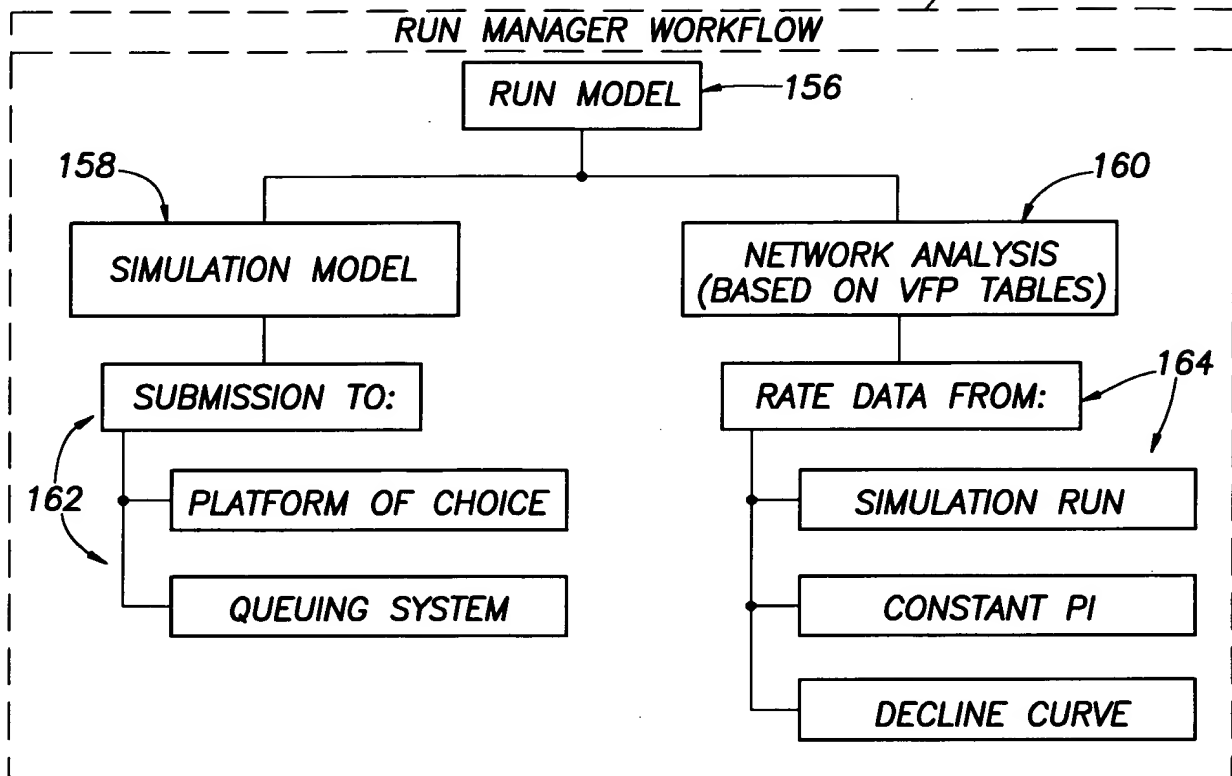 RUN MANAGER WORKFLOW
RUN MODEL
156
158
160
SIMULATION MODEL
NETWORK ANALYSIS
(BASED ON VFP TABLES)
SUBMISSION TO:
RATE DATA FROM:
164
162
PLATFORM OF CHOICE
SIMULATION RUN
QUEUING SYSTEM
CONSTANT PI
DECLINE CURVE